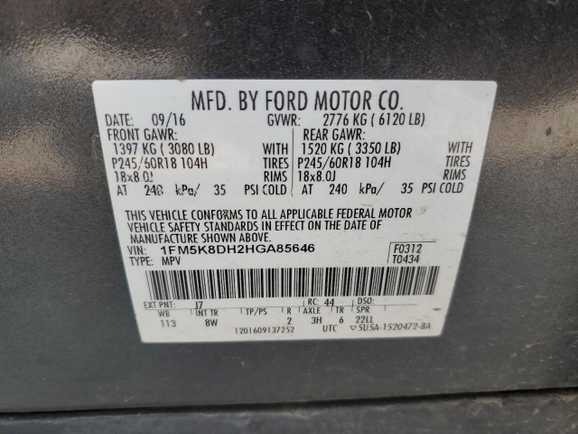 MFD. BY FORD MOTOR CO.
DATE: 09/16 GVWR: 2776 KG ( 6120 LB)
FRONT GAWR: REAR GAWR:
1397 KG ( 3080 LB) WITH 1520 KG ( 3350 LB) WITH
P245/60R18 104H TIRES P245/60R18 104H TIRES
18x8.0J RIMS 18x8.0J RIMS
AT 240 kPa/ 35 PSI COLD AT 240 kPa/ 35 PSI COLD
THIS VEHICLE CONFORMS TO ALL APPLICABLE FEDERAL MOTOR
VEHICLE SAFETY STANDARDS IN EFFECT ON THE DATE OF
MANUFACTURE SHOWN ABOVE.
VIN: 1FM5K8DH2HGA85646 F0312
TYPE: MPV T0434
EXT PNT: J7 RC: 44 DSO:
WB INT TR TP/PS R AXLE TR SPR
113 8W 2 3H 6 22LL
1201609137252 UTC 5U5A-1520472-BA